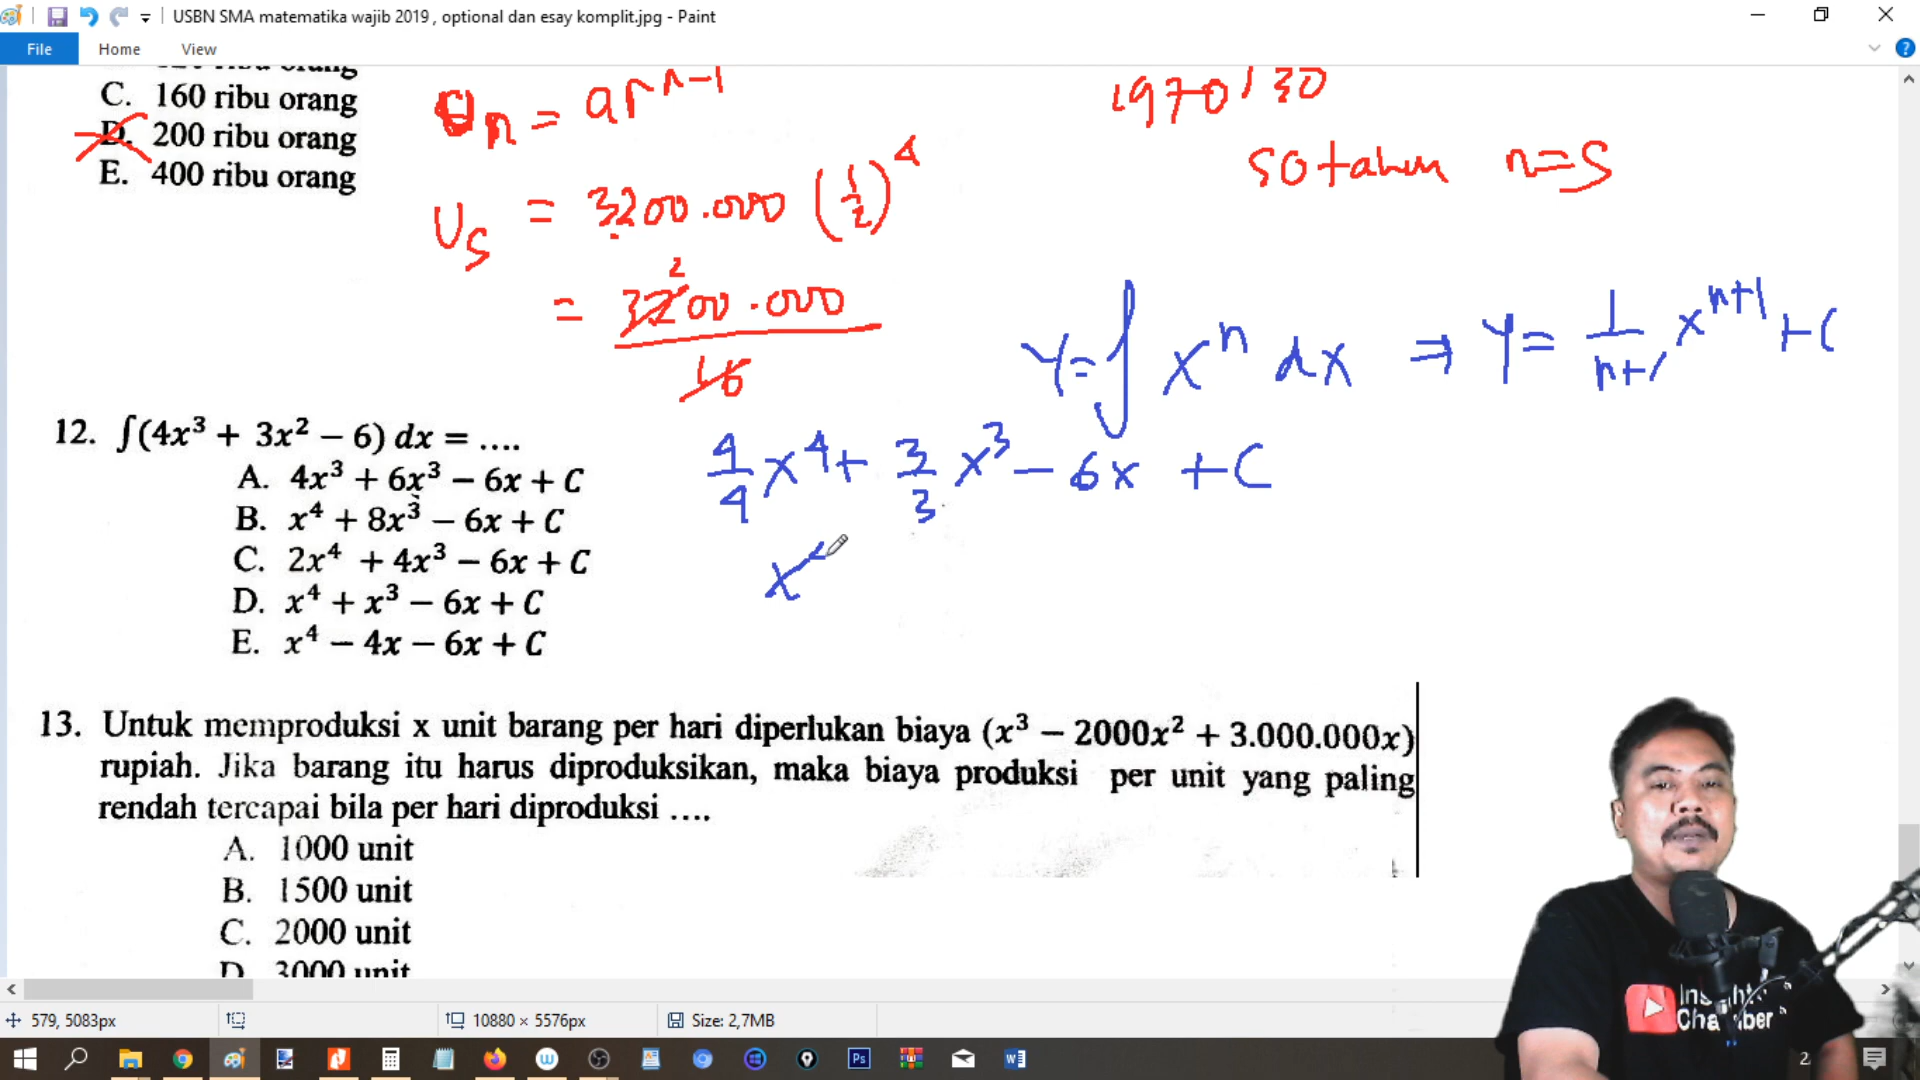 USBN SMA matematika wajib 2019 , optional dan esay komplit.jpg - Paint
File Home View
C. 160 ribu orang
D. 200 ribu orang
E. 400 ribu orang
Un = ar^n-1
1970/30
50 tahun n=5
U5 = 3200.000 (1/2)^4
= 3200.000/16
2
Y=∫ x^n dx ⇒ Y= 1/n+1 x^n+1 + C
12. ∫(4x³ + 3x² − 6) dx = ....
A. 4x³ + 6x³ − 6x + C
B. x⁴ + 8x³ − 6x + C
C. 2x⁴ + 4x³ − 6x + C
D. x⁴ + x³ − 6x + C
E. x⁴ − 4x − 6x + C
4/4 x⁴ + 3/3 x³ − 6x + C
x
13. Untuk memproduksi x unit barang per hari diperlukan biaya (x³ − 2000x² + 3.000.000x)
rupiah. Jika barang itu harus diproduksikan, maka biaya produksi per unit yang paling
rendah tercapai bila per hari diproduksi ....
A. 1000 unit
B. 1500 unit
C. 2000 unit
D. 3000 unit
579, 5083px
10880 × 5576px
Size: 2,7MB